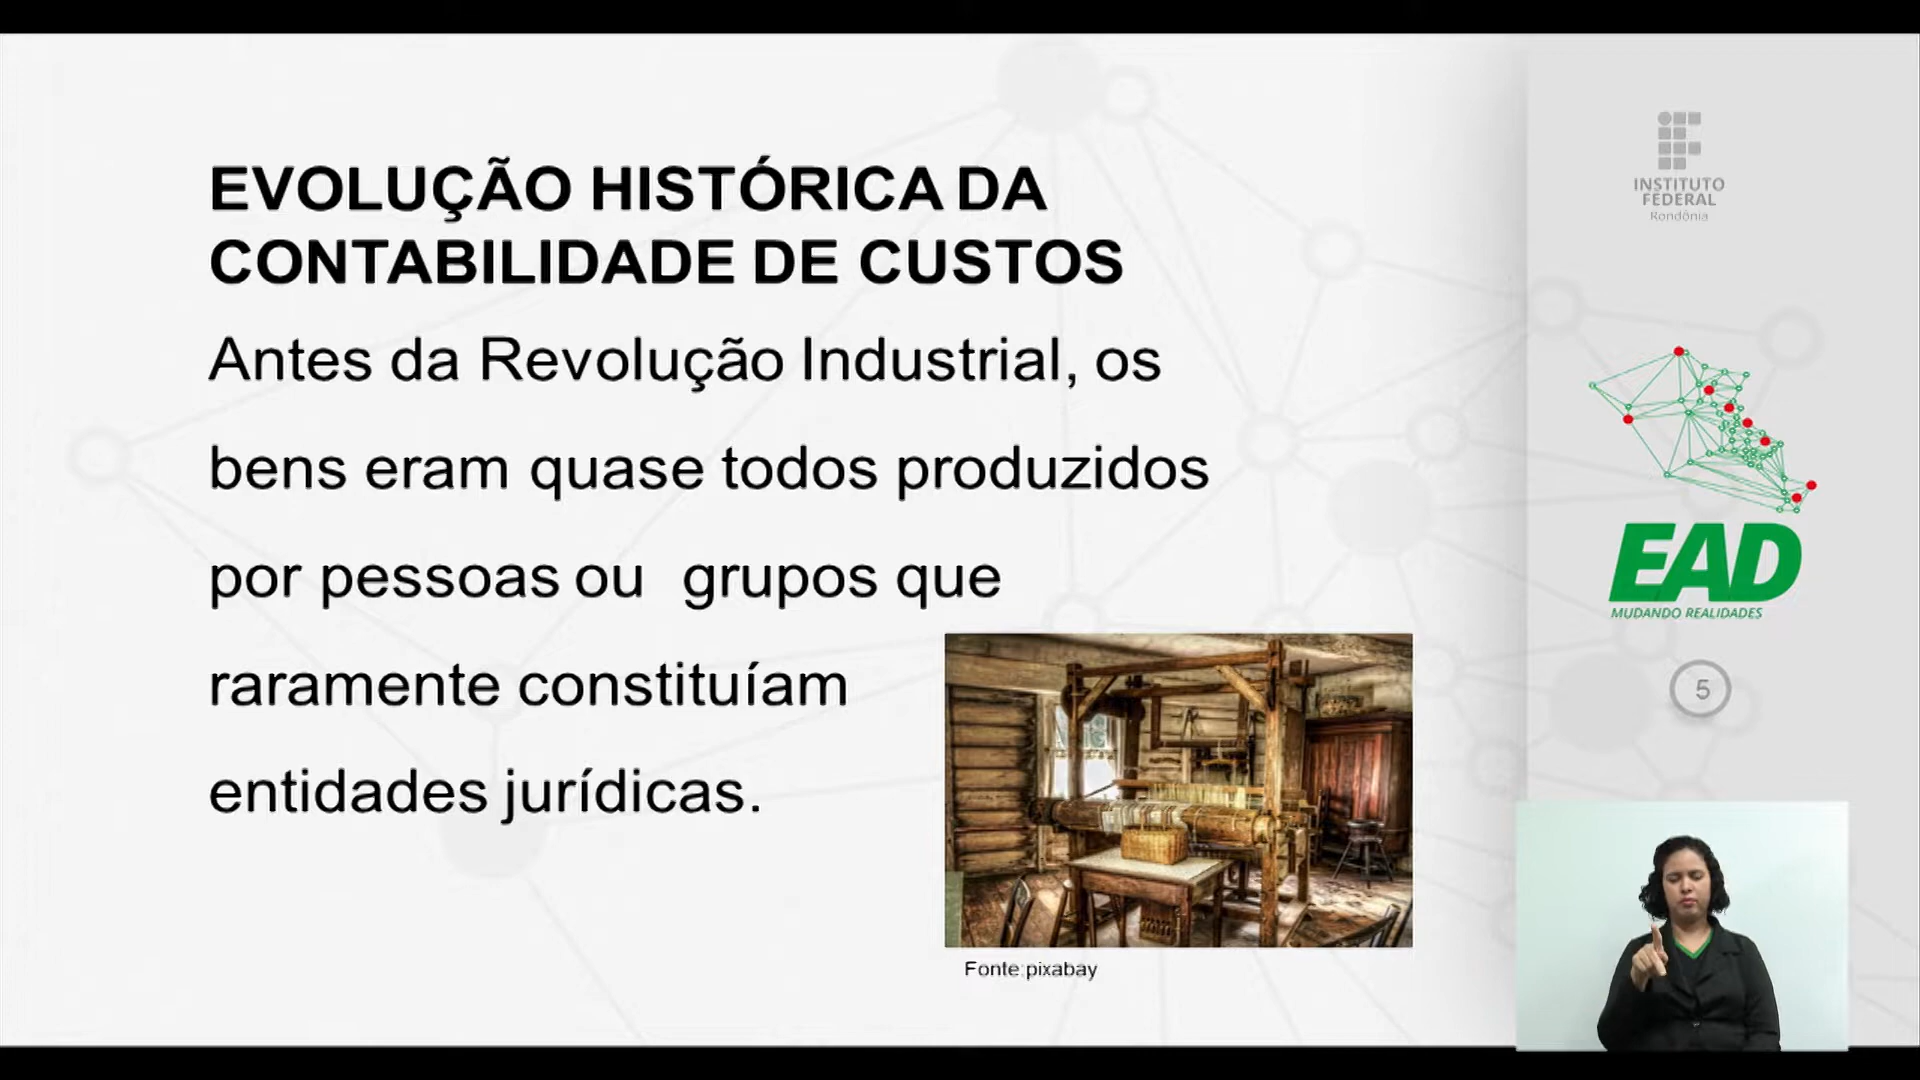 EVOLUÇÃO HISTÓRICA DA
CONTABILIDADE DE CUSTOS
Antes da Revolução Industrial, os
bens eram quase todos produzidos
por pessoas ou grupos que
raramente constituíam
entidades jurídicas.
Fonte:pixabay
INSTITUTO
FEDERAL
Rondônia
EAD
MUDANDO REALIDADES
5